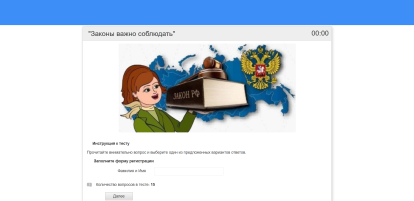 "Законы важно соблюдать"
00:00
ЗАКОН РФ
Инструкция к тесту
Прочитайте внимательно вопрос и выберите один из предложенных вариантов ответов.
Заполните форму регистрации
Фамилия и Имя
Количество вопросов в тесте: 15
Далее